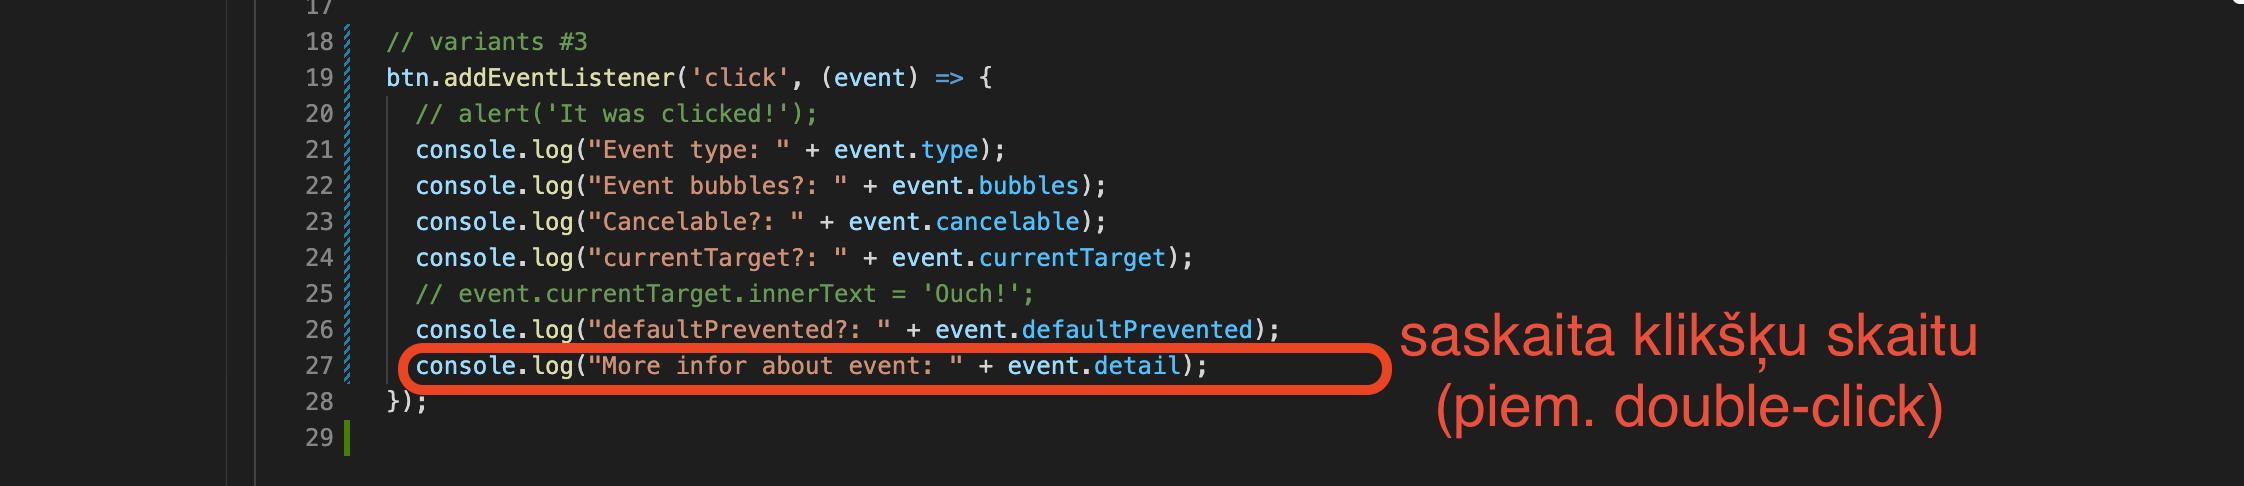 17
18 // variants #3
19 btn.addEventListener('click', (event) => {
20 // alert('It was clicked!');
21 console.log("Event type: " + event.type);
22 console.log("Event bubbles?: " + event.bubbles);
23 console.log("Cancelable?: " + event.cancelable);
24 console.log("currentTarget?: " + event.currentTarget);
25 // event.currentTarget.innerText = 'Ouch!';
26 console.log("defaultPrevented?: " + event.defaultPrevented);
27 console.log("More infor about event: " + event.detail);
28 });
29
saskaita klikšķu skaitu
(piem. double-click)